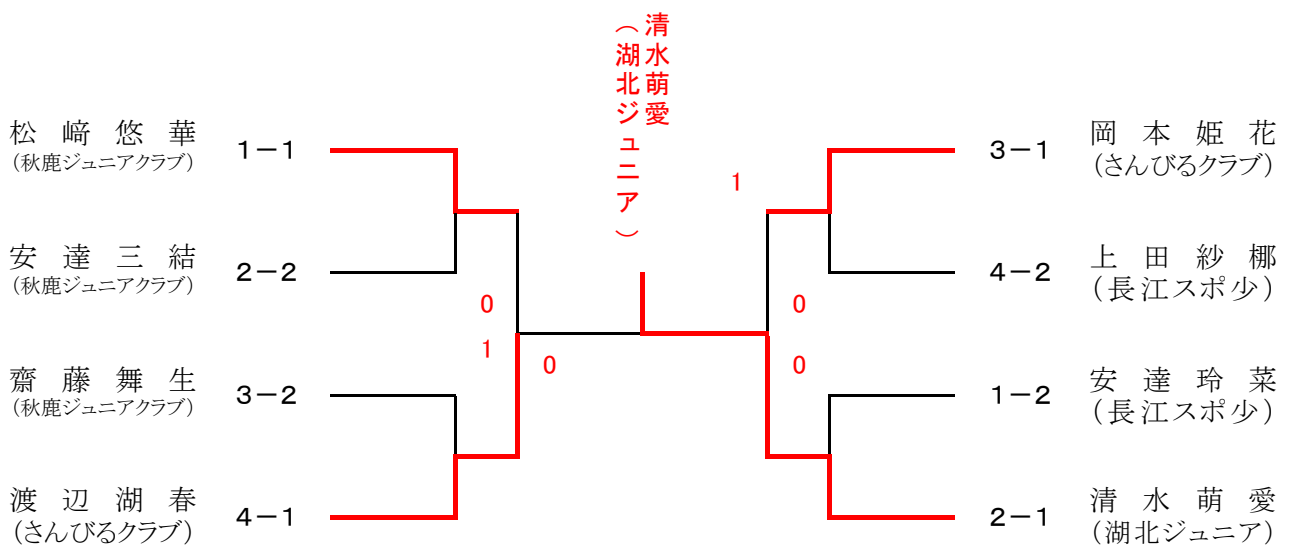 清水萌愛
（湖北ジュニア）
松﨑悠華
(秋鹿ジュニアクラブ)
1－1
安達三結
(秋鹿ジュニアクラブ)
2－2
齋藤舞生
(秋鹿ジュニアクラブ)
3－2
渡辺湖春
(さんびるクラブ)
4－1
0
1
0
1
0
0
3－1
岡本姫花
(さんびるクラブ)
4－2
上田紗梛
(長江スポ少)
1－2
安達玲菜
(長江スポ少)
2－1
清水萌愛
(湖北ジュニア)